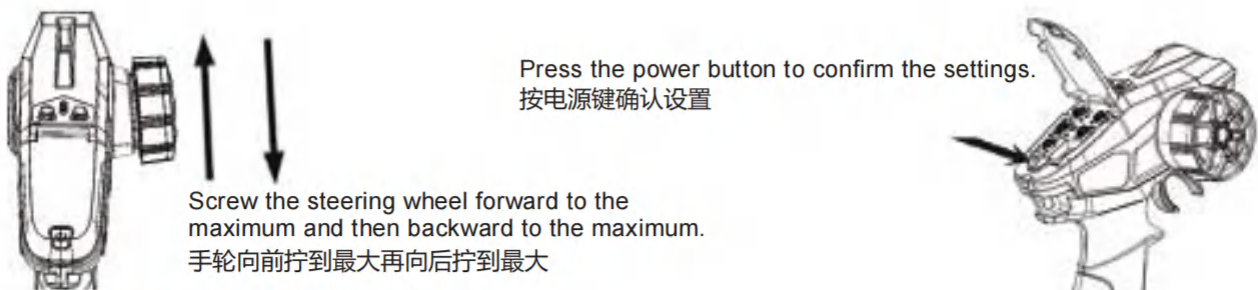 Press the power button to confirm the settings.
按电源键确认设置
Screw the steering wheel forward to the
maximum and then backward to the maximum.
手轮向前拧到最大再向后拧到最大